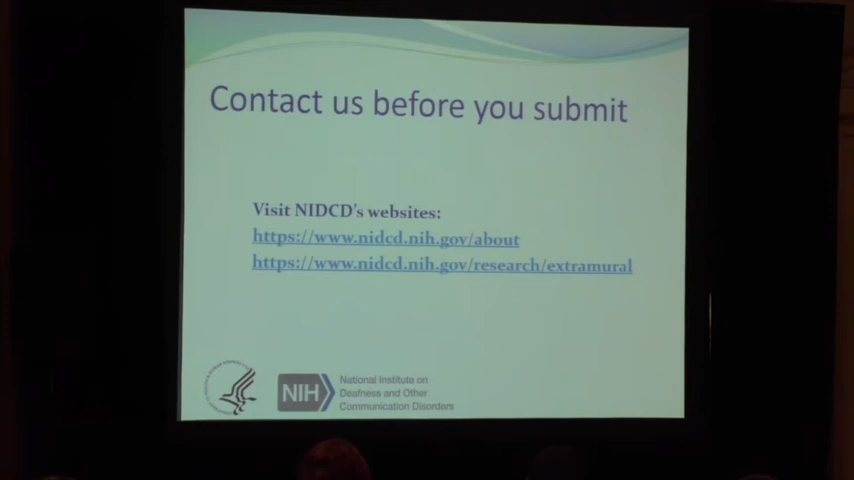 Contact us before you submit
Visit NIDCD's websites:
https://www.nidcd.nih.gov/about
https://www.nidcd.nih.gov/research/extramural
NIH
National Institute on
Deafness and Other
Communication Disorders